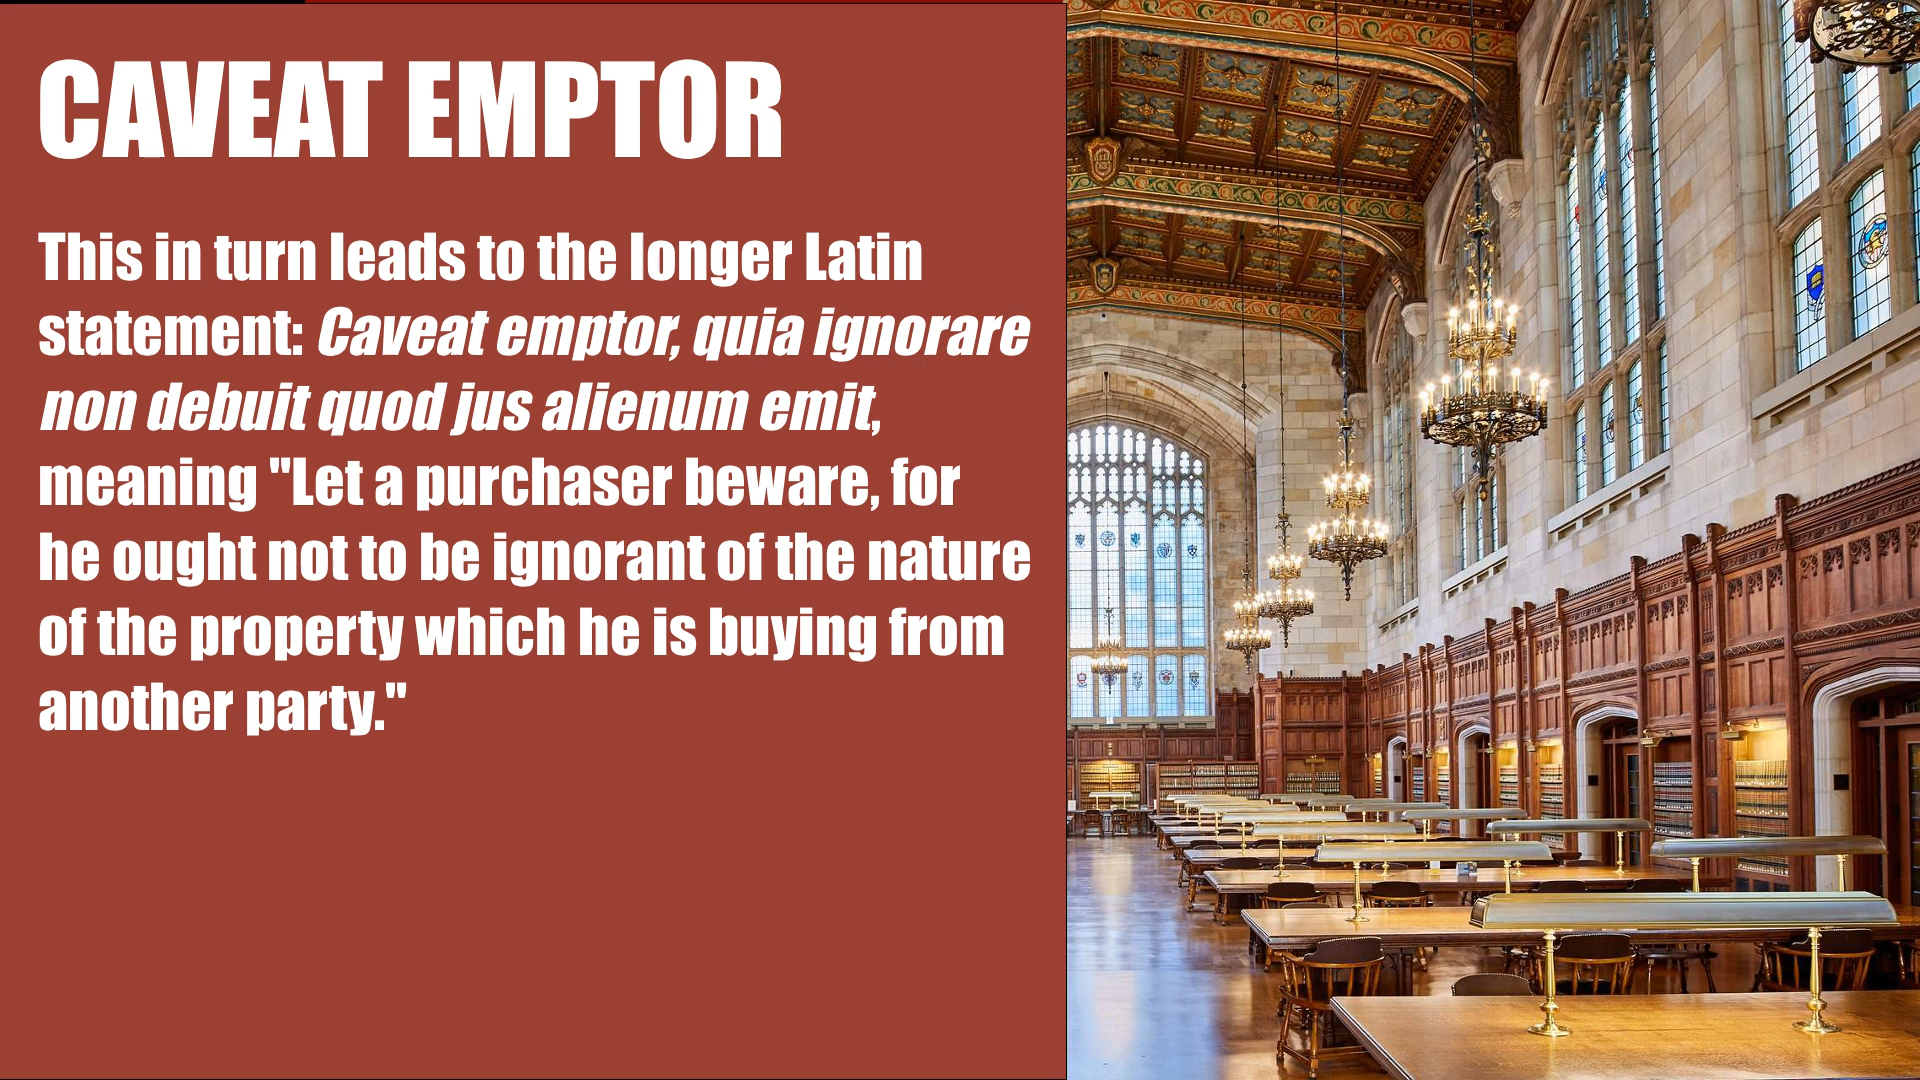 CAVEAT EMPTOR
This in turn leads to the longer Latin
statement: Caveat emptor, quia ignorare
non debuit quod jus alienum emit,
meaning "Let a purchaser beware, for
he ought not to be ignorant of the nature
of the property which he is buying from
another party."